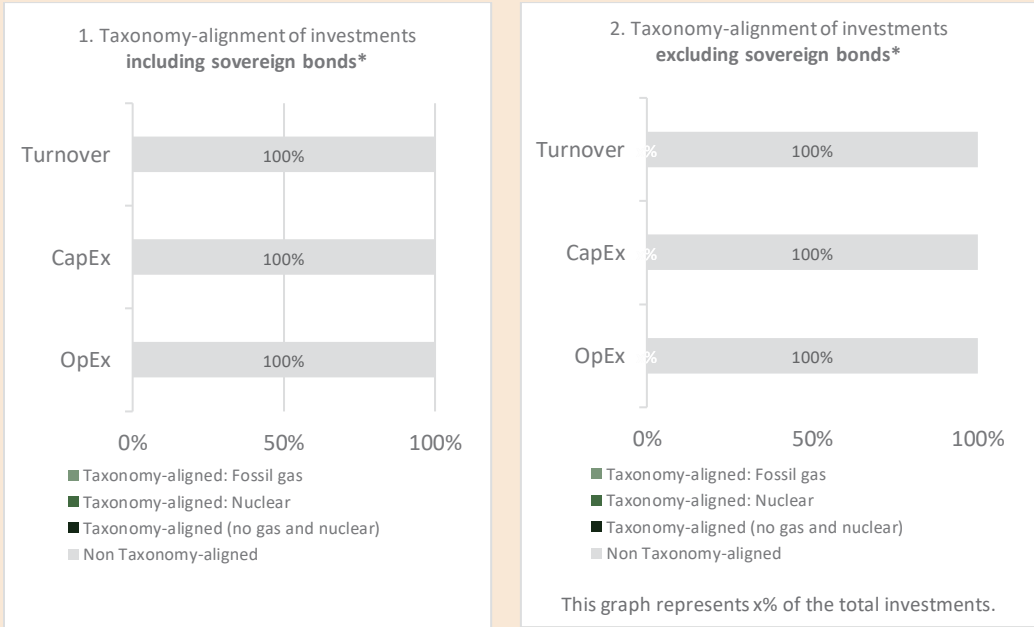 1. Taxonomy-alignment of investments
including sovereign bonds*
Turnover
100%
CapEx
100%
OpEx
100%
0% 50% 100%
Taxonomy-aligned: Fossil gas
Taxonomy-aligned: Nuclear
Taxonomy-aligned (no gas and nuclear)
Non Taxonomy-aligned
2. Taxonomy-alignment of investments
excluding sovereign bonds*
Turnover
% 100%
CapEx
% 100%
OpEx
% 100%
0% 50% 100%
Taxonomy-aligned: Fossil gas
Taxonomy-aligned: Nuclear
Taxonomy-aligned (no gas and nuclear)
Non Taxonomy-aligned
This graph represents x% of the total investments.